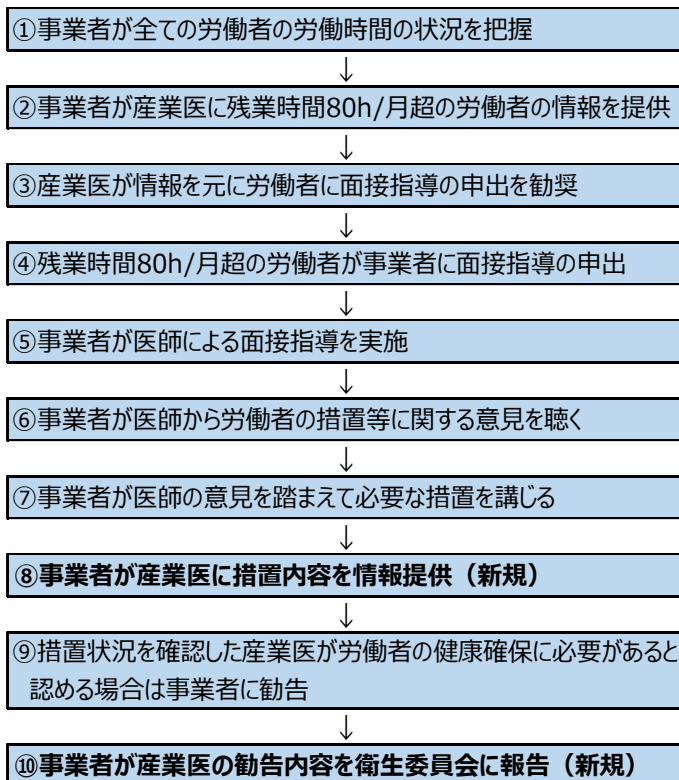 ①事業者が全ての労働者の労働時間の状況を把握
↓
②事業者が産業医に残業時間80h/月超の労働者の情報を提供
↓
③産業医が情報を元に労働者に面接指導の申出を勧奨
↓
④残業時間80h/月超の労働者が事業者に面接指導の申出
↓
⑤事業者が医師による面接指導を実施
↓
⑥事業者が医師から労働者の措置等に関する意見を聴く
↓
⑦事業者が医師の意見を踏まえて必要な措置を講じる
↓
⑧事業者が産業医に措置内容を情報提供（新規）
↓
⑨措置状況を確認した産業医が労働者の健康確保に必要があると
認める場合は事業者に勧告
↓
⑩事業者が産業医の勧告内容を衛生委員会に報告（新規）